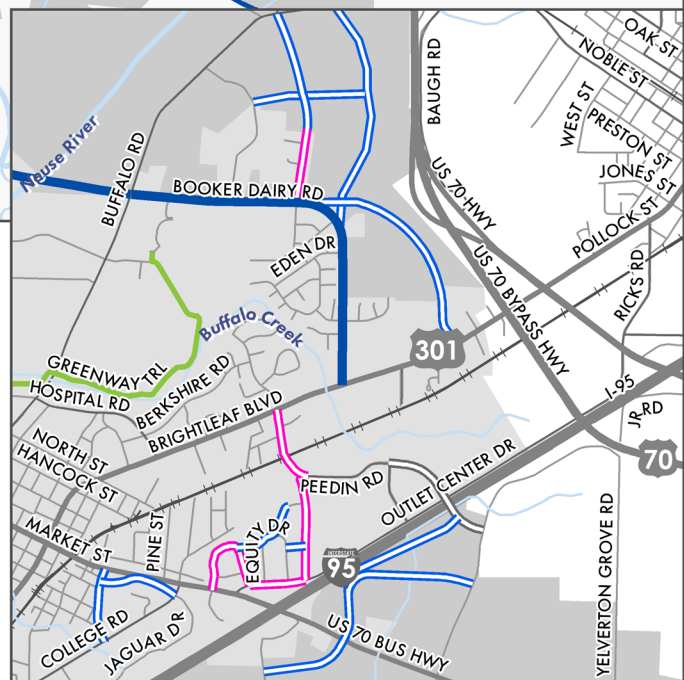 OAK ST
NOBLE ST
BAUGH RD
WEST ST
PRESTON ST
Neuse River
BUFFALO RD
JONES ST
BOOKER DAIRY RD
US 70 HWY
POLLOCK ST
EDEN DR
US 70 BYPASS HWY
RICKS RD
Buffalo Creek
301
GREENWAY TRL
HOSPITAL RD
BERKSHIRE RD
I-95
BRIGHTLEAF BLVD
JR RD
NORTH ST
HANCOCK ST
70
PEEDIN RD
OUTLET CENTER DR
MARKET ST
PINE ST
EQUITY DR
INTERSTATE
95
YELVERTON GROVE RD
COLLEGE RD
JAGUAR DR
US 70 BUS HWY